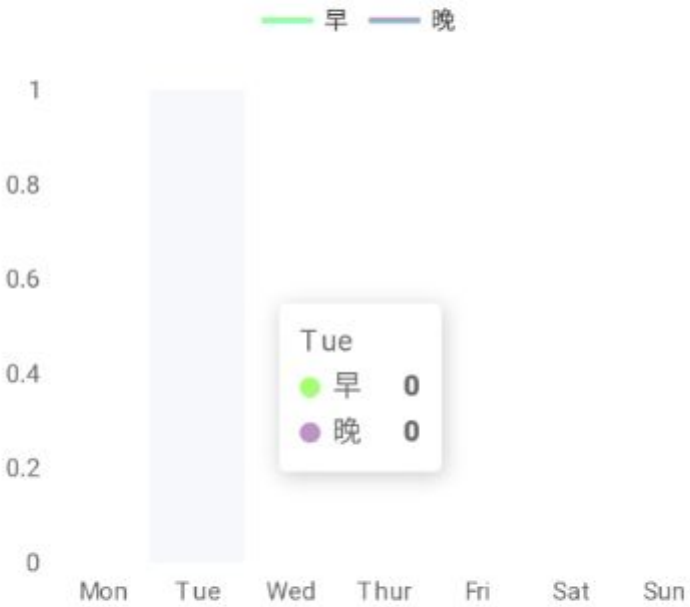 早 晚
1
0.8
0.6
0.4
0.2
0
Tue
早 0
晚 0
Mon Tue Wed Thur Fri Sat Sun